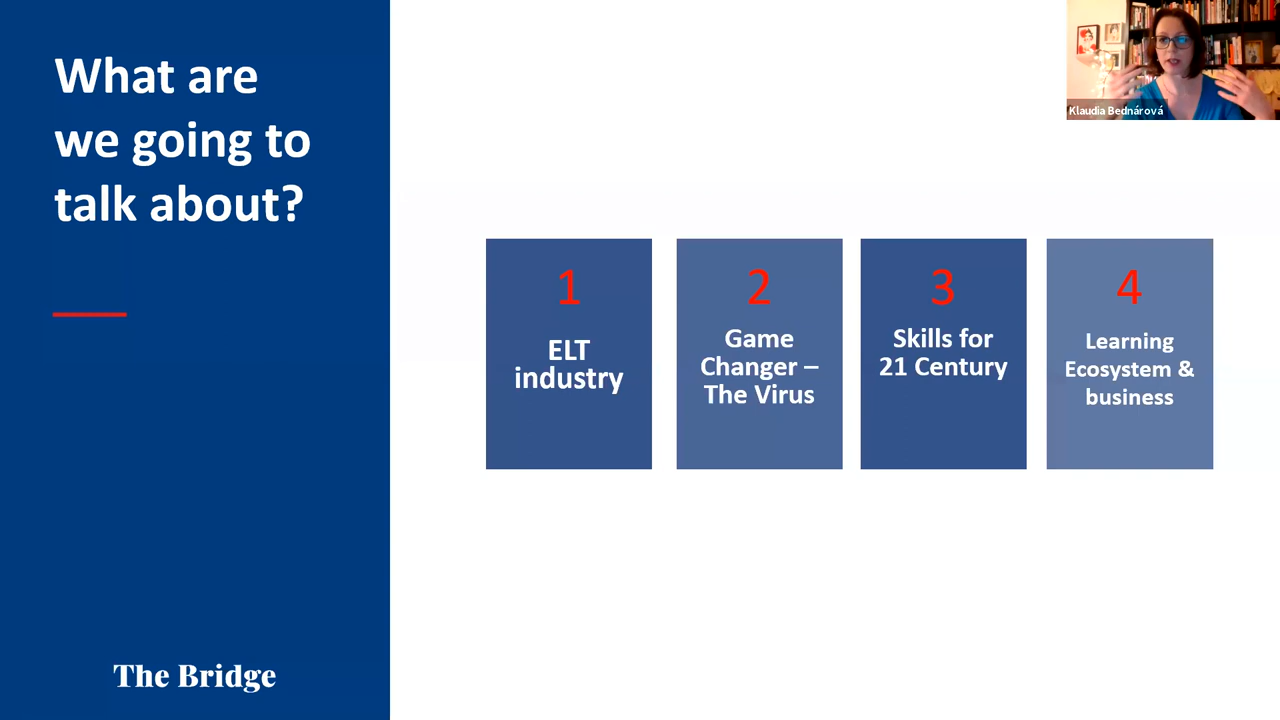 What are
we going to
talk about?
The Bridge
1
ELT
industry
2
Game
Changer –
The Virus
3
Skills for
21 Century
4
Learning
Ecosystem &
business
Klaudia Bednárová